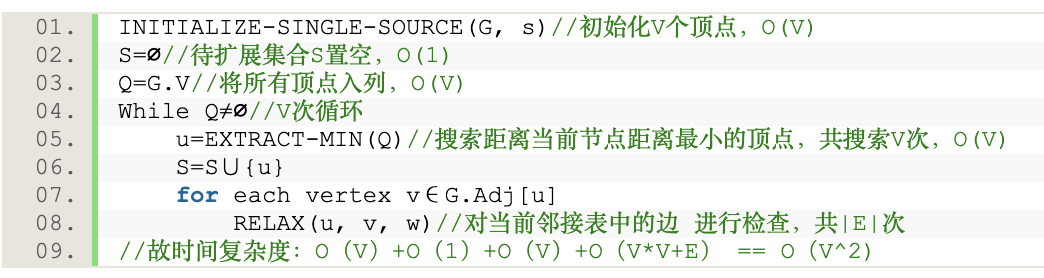 01. INITIALIZE-SINGLE-SOURCE(G, s)//初始化V个顶点，O(V)
02. S=∅//待扩展集合S置空，O(1)
03. Q=G.V//将所有顶点入列，O(V)
04. While Q≠∅//V次循环
05. u=EXTRACT-MIN(Q)//搜索距离当前节点距离最小的顶点，共搜索V次，O(V)
06. S=S∪{u}
07. for each vertex v∈G.Adj[u]
08. RELAX(u, v, w)//对当前邻接表中的边 进行检查，共|E|次
09. //故时间复杂度：O（V）+O（1）+O（V）+O（V*V+E） == O（V^2）